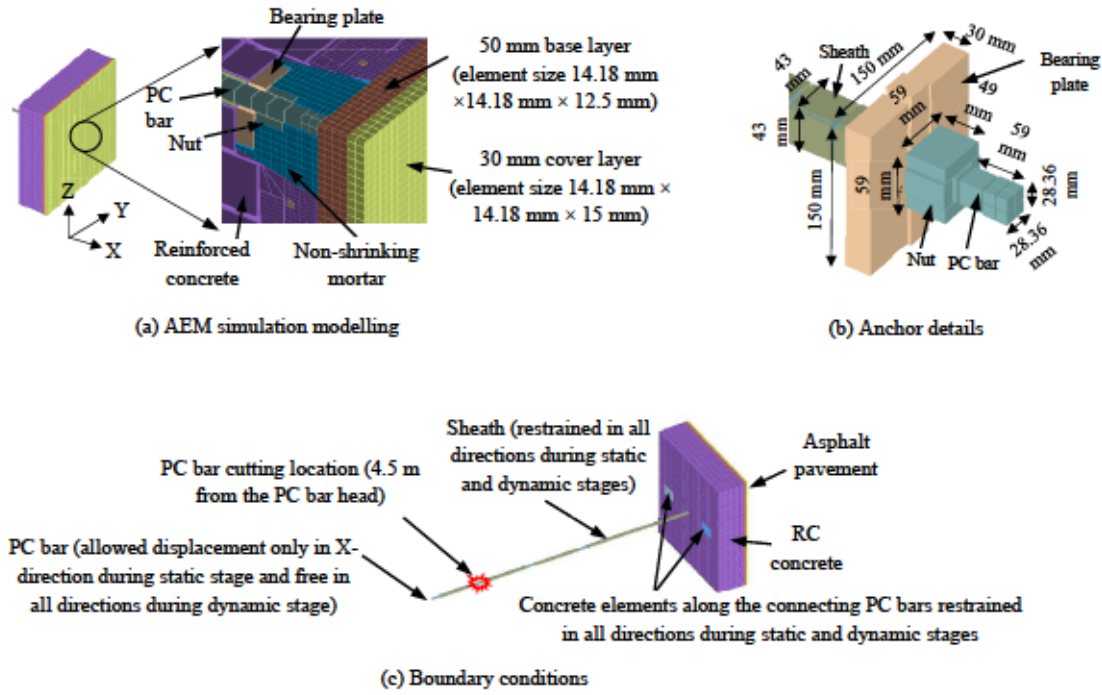 Bearing plate
PC
bar
Nut
Z
Y
X
Reinforced
concrete
Non-shrinking
mortar
50 mm base layer
(element size 14.18 mm
×14.18 mm × 12.5 mm)
30 mm cover layer
(element size 14.18 mm ×
14.18 mm × 15 mm)
(a) AEM simulation modelling
43
mm
Sheath
150 mm
30 mm
Bearing
plate
43
mm
59
mm
49
mm
59
mm
59
mm
150 mm
28.36
mm
28.36
mm
Nut
PC bar
(b) Anchor details
Sheath (restrained in all
directions during static
and dynamic stages)
PC bar cutting location (4.5 m
from the PC bar head)
PC bar (allowed displacement only in X-
direction during static stage and free in
all directions during dynamic stage)
Asphalt
pavement
RC
concrete
Concrete elements along the connecting PC bars restrained
in all directions during static and dynamic stages
(c) Boundary conditions